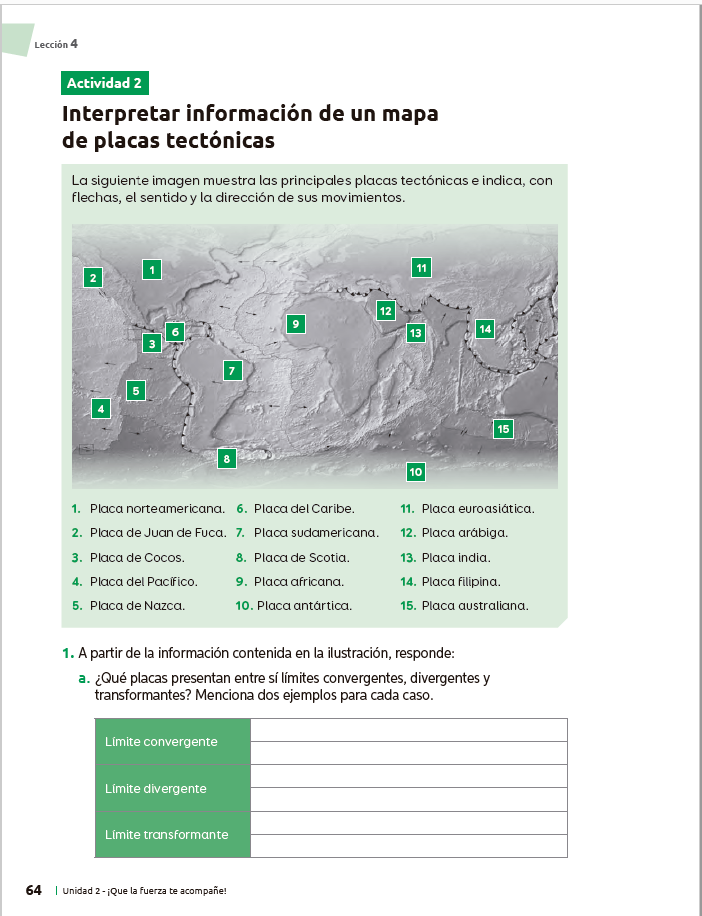 Lección 4
Actividad 2
Interpretar información de un mapa
de placas tectónicas
La siguiente imagen muestra las principales placas tectónicas e indica, con
flechas, el sentido y la dirección de sus movimientos.
1
11
2
12
9
6
14
13
3
7
5
4
15
8
10
1. Placa norteamericana. 6. Placa del Caribe. 11. Placa euroasiática.
2. Placa de Juan de Fuca. 7. Placa sudamericana. 12. Placa arábiga.
3. Placa de Cocos. 8. Placa de Scotia. 13. Placa india.
4. Placa del Pacífico. 9. Placa africana. 14. Placa filipina.
5. Placa de Nazca. 10. Placa antártica. 15. Placa australiana.
1. A partir de la información contenida en la ilustración, responde:
a. ¿Qué placas presentan entre sí límites convergentes, divergentes y
transformantes? Menciona dos ejemplos para cada caso.
Límite convergente
Límite divergente
Límite transformante
64 Unidad 2 - ¡Que la fuerza te acompañe!